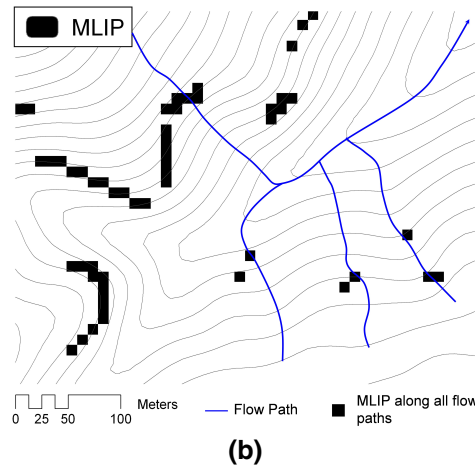 MLIP
Meters
0 25 50 100
Flow Path
MLIP along all flow
paths
(b)